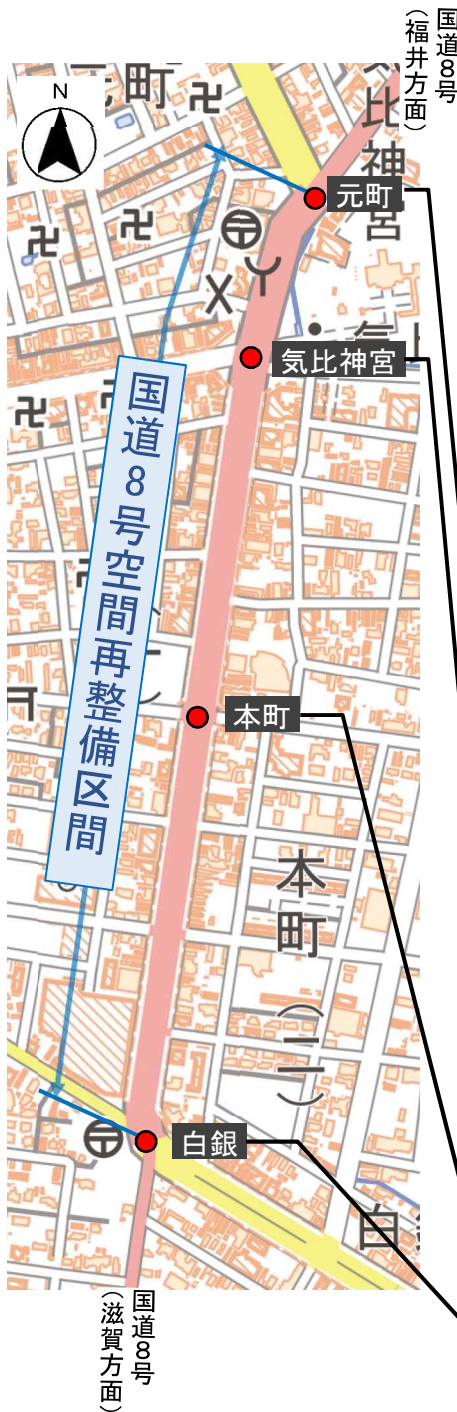 国道8号
(福井方面)
N
町
比神宮
元町
気比神宮
国道8号空間再整備区間
本町
本町(二)
白銀
白
国道8号
(滋賀方面)